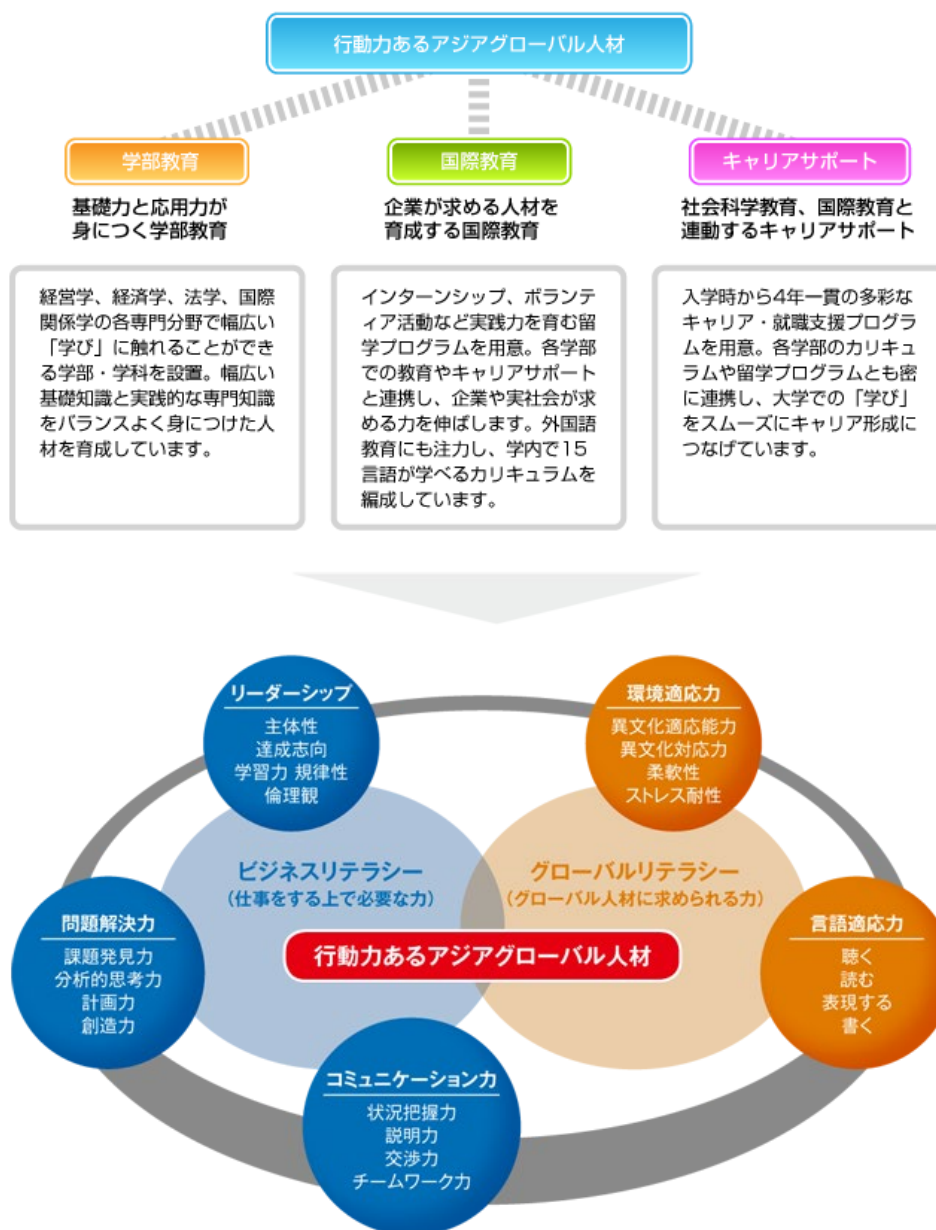 行動力あるアジアグローバル人材
学部教育
基礎力と応用力が
身につく学部教育
経営学、経済学、法学、国際
関係学の各専門分野で幅広い
「学び」に触れることができ
る学部・学科を設置。幅広い
基礎知識と実践的な専門知識
をバランスよく身につけた人
材を育成しています。
国際教育
企業が求める人材を
育成する国際教育
インターンシップ、ボランテ
ィア活動など実践力を育む留
学プログラムを用意。各学部
での教育やキャリアサポート
と連携し、企業や実社会が求
める力を伸ばします。外国語
教育にも注力し、学内で15
言語が学べるカリキュラムを
編成しています。
キャリアサポート
社会科学教育、国際教育と
連動するキャリアサポート
入学時から4年一貫の多彩な
キャリア・就職支援プログラ
ムを用意。各学部のカリキュ
ラムや留学プログラムとも密
に連携し、大学での「学び」
をスムーズにキャリア形成に
つなげています。
リーダーシップ
主体性
達成志向
学習力 規律性
倫理観
環境適応力
異文化適応能力
異文化対応力
柔軟性
ストレス耐性
ビジネスリテラシー
(仕事をする上で必要な力)
グローバルリテラシー
(グローバル人材に求められる力)
行動力あるアジアグローバル人材
問題解決力
課題発見力
分析的思考力
計画力
創造力
言語適応力
聴く
読む
表現する
書く
コミュニケーション力
状況把握力
説明力
交渉力
チームワーク力